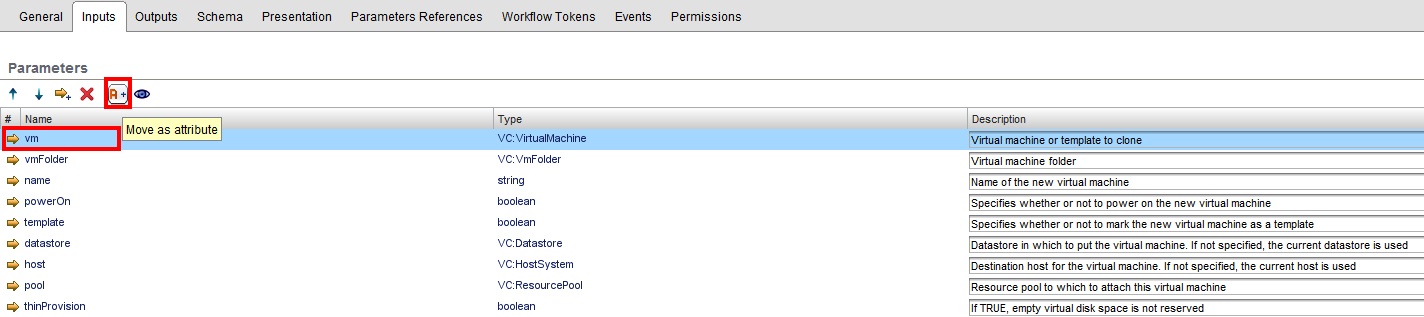 General Inputs Outputs Schema Presentation Parameters References Workflow Tokens Events Permissions
Parameters
A+
Move as attribute
# Name Type Description
vm VC:VirtualMachine Virtual machine or template to clone
vmFolder VC:VmFolder Virtual machine folder
name string Name of the new virtual machine
powerOn boolean Specifies whether or not to power on the new virtual machine
template boolean Specifies whether or not to mark the new virtual machine as a template
datastore VC:Datastore Datastore in which to put the virtual machine. If not specified, the current datastore is used
host VC:HostSystem Destination host for the virtual machine. If not specified, the current host is used
pool VC:ResourcePool Resource pool to which to attach this virtual machine
thinProvision boolean If TRUE, empty virtual disk space is not reserved